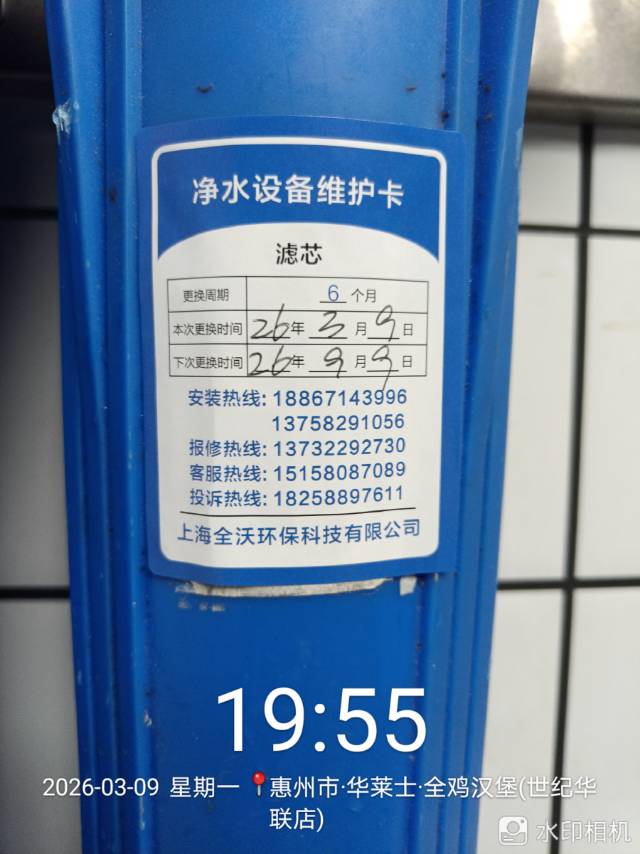 净水设备维护卡
滤芯
更换周期 6 个月
本次更换时间 26年 3 月 9 日
下次更换时间 26年 9 月 9 日
安装热线: 18867143996
13758291056
报修热线: 13732292730
客服热线: 15158087089
投诉热线: 18258897611
上海全沃环保科技有限公司
19:55
2026-03-09 星期一 📍惠州市·华莱士·全鸡汉堡(世纪华
联店)
水印相机